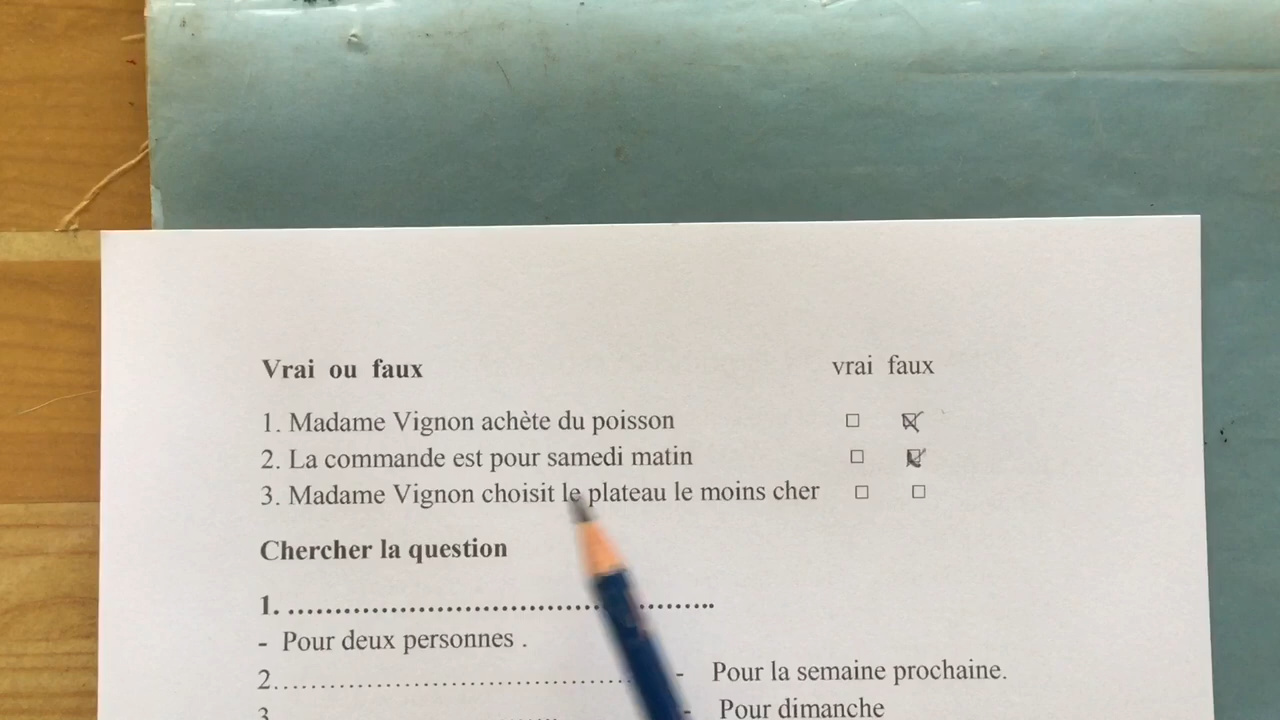 Vrai ou faux vrai faux
1. Madame Vignon achète du poisson
2. La commande est pour samedi matin
3. Madame Vignon choisit le plateau le moins cher
Chercher la question
1. ................................................
- Pour deux personnes .
2....................................... - Pour la semaine prochaine.
3 ................................ - Pour dimanche